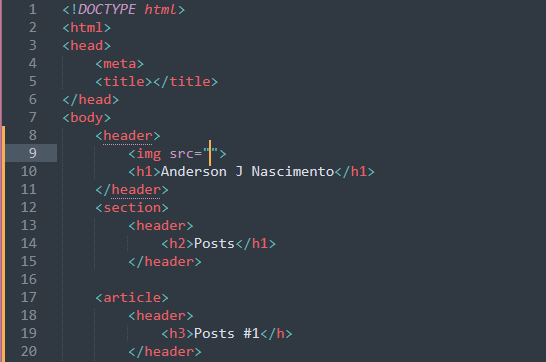 1 <!DOCTYPE html>
2 <html>
3 <head>
4 <meta>
5 <title></title>
6 </head>
7 <body>
8 <header>
9 <img src="">
10 <h1>Anderson J Nascimento</h1>
11 </header>
12 <section>
13 <header>
14 <h2>Posts</h1>
15 </header>
16
17 <article>
18 <header>
19 <h3>Posts #1</h>
20 </header>